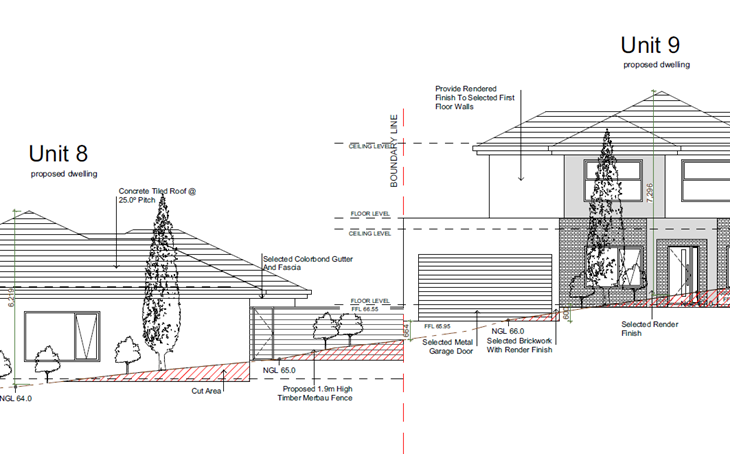 Unit 9
proposed dwelling
Provide Rendered
Finish To Selected First
Floor Walls
BOUNDARY LINE
CEILING LEVEL
Unit 8
proposed dwelling
Concrete Tiled Roof @
25.0º Pitch
7,296
FLOOR LEVEL
CEILING LEVEL
Selected Colorbond Gutter
And Fascia
FLOOR LEVEL
FFL 66.55
FFL 65.95
NGL 66.0
Selected Metal
Garage Door
Selected Brickwork
With Render Finish
Selected Render
Finish
NGL 65.0
NGL 64.0
Cut Area
Proposed 1.9m High
Timber Merbau Fence